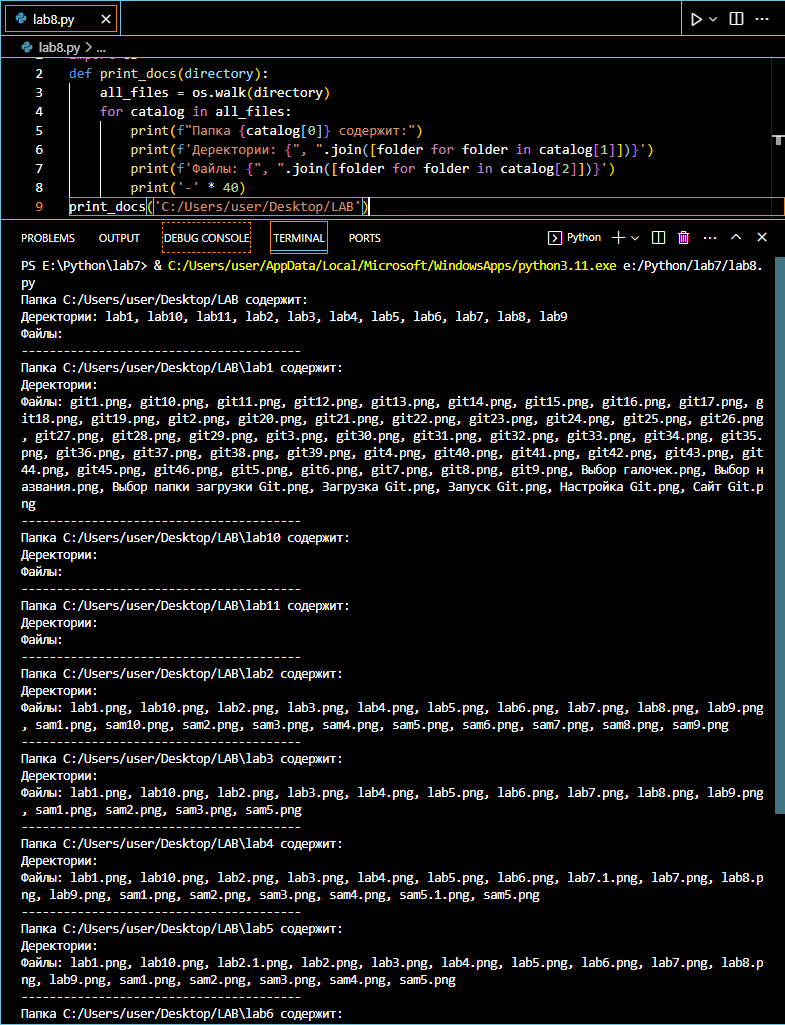 lab8.py
lab8.py > ...
2 def print_docs(directory):
3 all_files = os.walk(directory)
4 for catalog in all_files:
5 print(f"Папка {catalog[0]} содержит:")
6 print(f'Деректории: {", ".join([folder for folder in catalog[1]])}')
7 print(f'Файлы: {", ".join([folder for folder in catalog[2]])}')
8 print('-' * 40)
9 print_docs('C:/Users/user/Desktop/LAB')
PROBLEMS OUTPUT DEBUG CONSOLE TERMINAL PORTS Python
PS E:\Python\lab7> & C:/Users/user/AppData/Local/Microsoft/WindowsApps/python3.11.exe e:/Python/lab7/lab8.
py
Папка C:/Users/user/Desktop/LAB содержит:
Деректории: lab1, lab10, lab11, lab2, lab3, lab4, lab5, lab6, lab7, lab8, lab9
Файлы:
----------------------------------------
Папка C:/Users/user/Desktop/LAB\lab1 содержит:
Деректории:
Файлы: git1.png, git10.png, git11.png, git12.png, git13.png, git14.png, git15.png, git16.png, git17.png, g
it18.png, git19.png, git2.png, git20.png, git21.png, git22.png, git23.png, git24.png, git25.png, git26.png
, git27.png, git28.png, git29.png, git3.png, git30.png, git31.png, git32.png, git33.png, git34.png, git35.
png, git36.png, git37.png, git38.png, git39.png, git4.png, git40.png, git41.png, git42.png, git43.png, git
44.png, git45.png, git46.png, git5.png, git6.png, git7.png, git8.png, git9.png, Выбор галочек.png, Выбор н
азвания.png, Выбор папки загрузки Git.png, Загрузка Git.png, Запуск Git.png, Настройка Git.png, Сайт Git.p
ng
----------------------------------------
Папка C:/Users/user/Desktop/LAB\lab10 содержит:
Деректории:
Файлы:
----------------------------------------
Папка C:/Users/user/Desktop/LAB\lab11 содержит:
Деректории:
Файлы:
----------------------------------------
Папка C:/Users/user/Desktop/LAB\lab2 содержит:
Деректории:
Файлы: lab1.png, lab10.png, lab2.png, lab3.png, lab4.png, lab5.png, lab6.png, lab7.png, lab8.png, lab9.png
, sam1.png, sam10.png, sam2.png, sam3.png, sam4.png, sam5.png, sam6.png, sam7.png, sam8.png, sam9.png
----------------------------------------
Папка C:/Users/user/Desktop/LAB\lab3 содержит:
Деректории:
Файлы: lab1.png, lab10.png, lab2.png, lab3.png, lab4.png, lab5.png, lab6.png, lab7.png, lab8.png, lab9.png
, sam1.png, sam2.png, sam3.png, sam5.png
----------------------------------------
Папка C:/Users/user/Desktop/LAB\lab4 содержит:
Деректории:
Файлы: lab1.png, lab10.png, lab2.png, lab3.png, lab4.png, lab5.png, lab6.png, lab7.1.png, lab7.png, lab8.p
ng, lab9.png, sam1.png, sam2.png, sam3.png, sam4.png, sam5.1.png, sam5.png
----------------------------------------
Папка C:/Users/user/Desktop/LAB\lab5 содержит:
Деректории:
Файлы: lab1.png, lab10.png, lab2.1.png, lab2.png, lab3.png, lab4.png, lab5.png, lab6.png, lab7.png, lab8.p
ng, lab9.png, sam1.png, sam2.png, sam3.png, sam4.png, sam5.png
----------------------------------------
Папка C:/Users/user/Desktop/LAB\lab6 содержит: